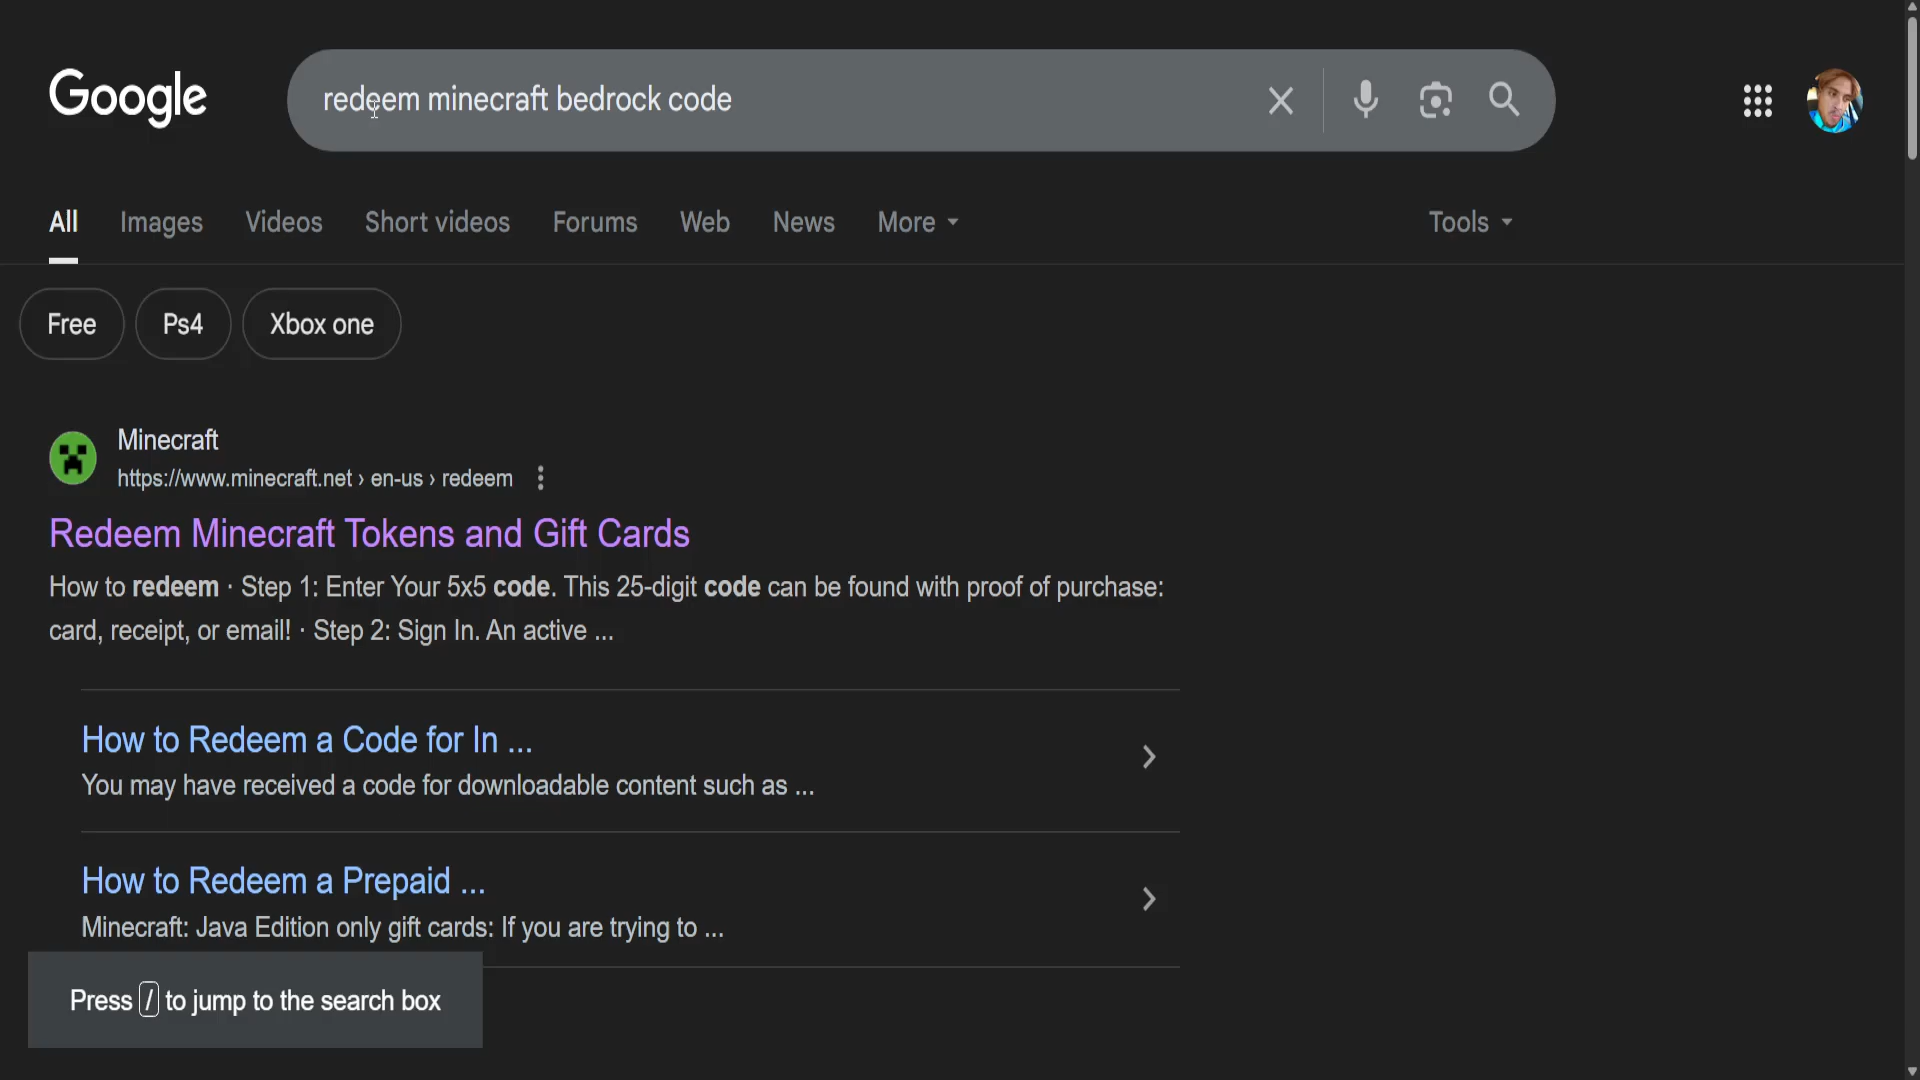 Google
redeem minecraft bedrock code
All Images Videos Short videos Forums Web News More Tools
Free Ps4 Xbox one
Minecraft
https://www.minecraft.net › en-us › redeem
Redeem Minecraft Tokens and Gift Cards
How to redeem · Step 1: Enter Your 5x5 code. This 25-digit code can be found with proof of purchase:
card, receipt, or email! · Step 2: Sign In. An active ...
How to Redeem a Code for In ...
You may have received a code for downloadable content such as ...
How to Redeem a Prepaid ...
Minecraft: Java Edition only gift cards: If you are trying to ...
Press / to jump to the search box